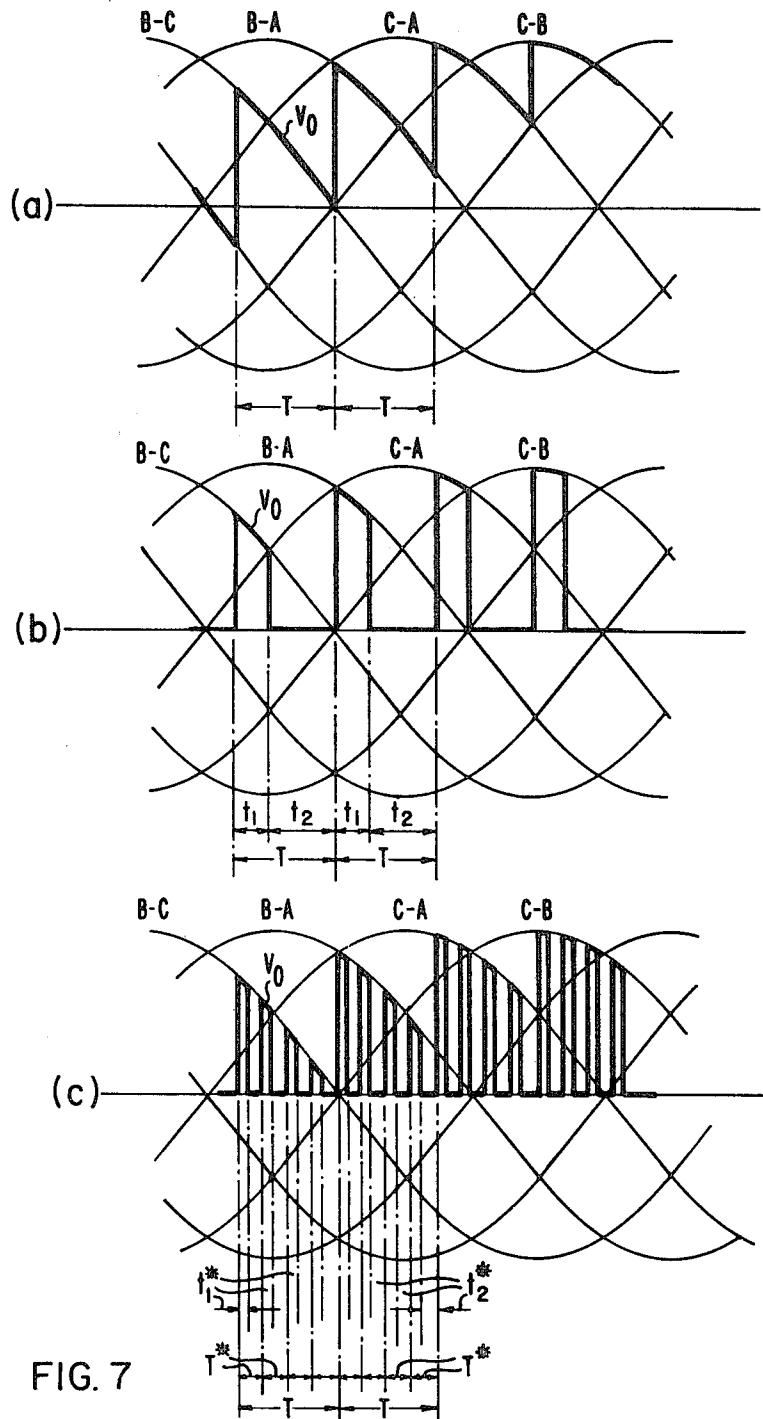 B-C B-A C-A C-B
V0
(a)
T T
B-C B-A C-A C-B
V0
(b)
t1 t2 t1 t2
T T
B-C B-A C-A C-B
V0
(c)
t1* t2*
T* T*
T T
FIG. 7